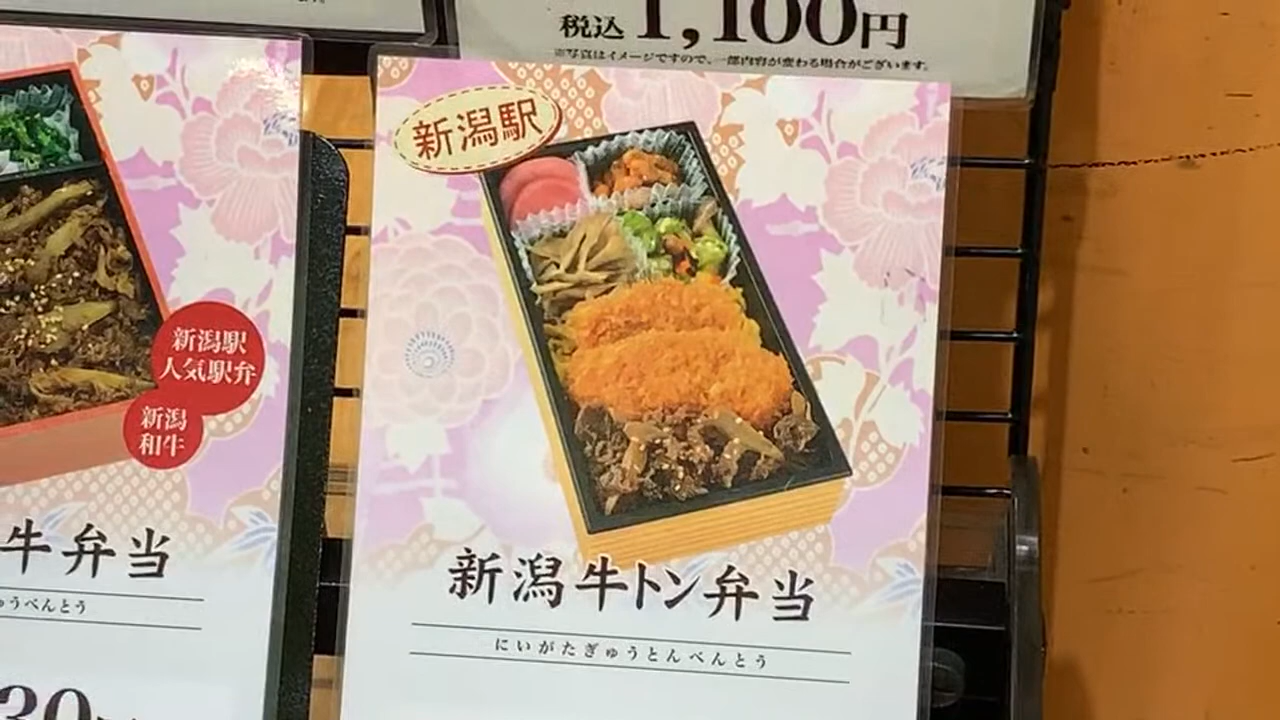 税込1,100円
※写真はイメージですので、一部内容が変わる場合がございます。
新潟駅
新潟駅
人気駅弁
新潟
和牛
牛弁当
ゅうべんとう
30
新潟牛トン弁当
にいがたぎゅうとんべんとう